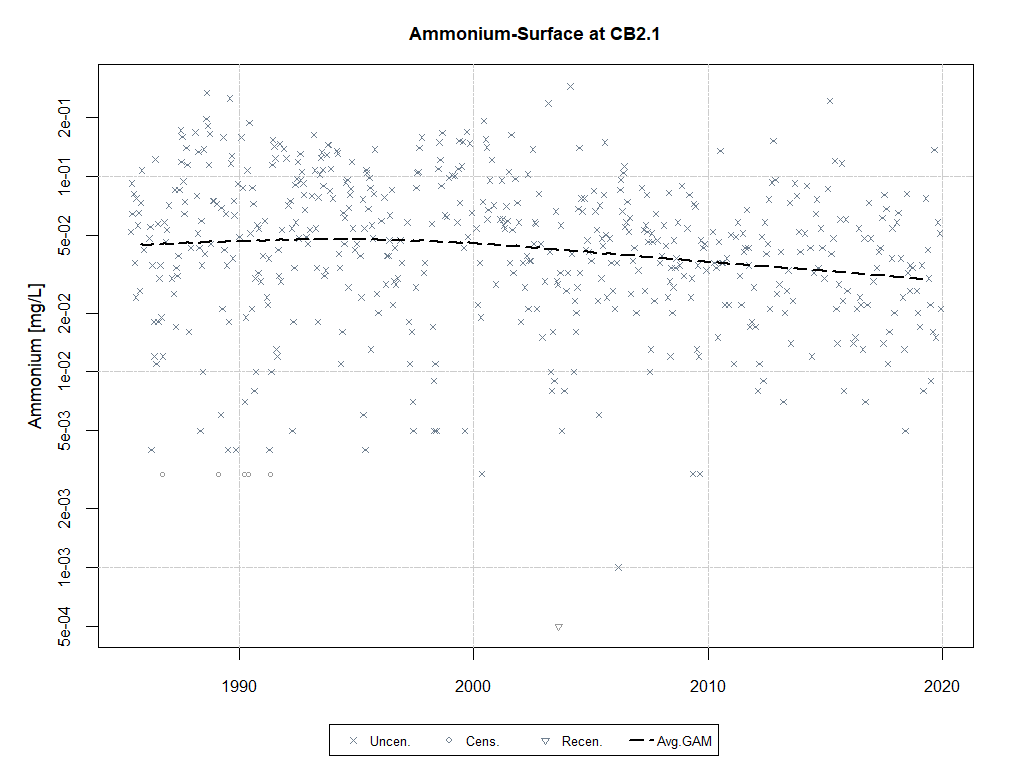 Ammonium-Surface at CB2.1
Ammonium [mg/L]
2e-01
1e-01
5e-02
2e-02
1e-02
5e-03
2e-03
1e-03
5e-04
1990 2000 2010 2020
Uncen. Cens. Recen. Avg.GAM